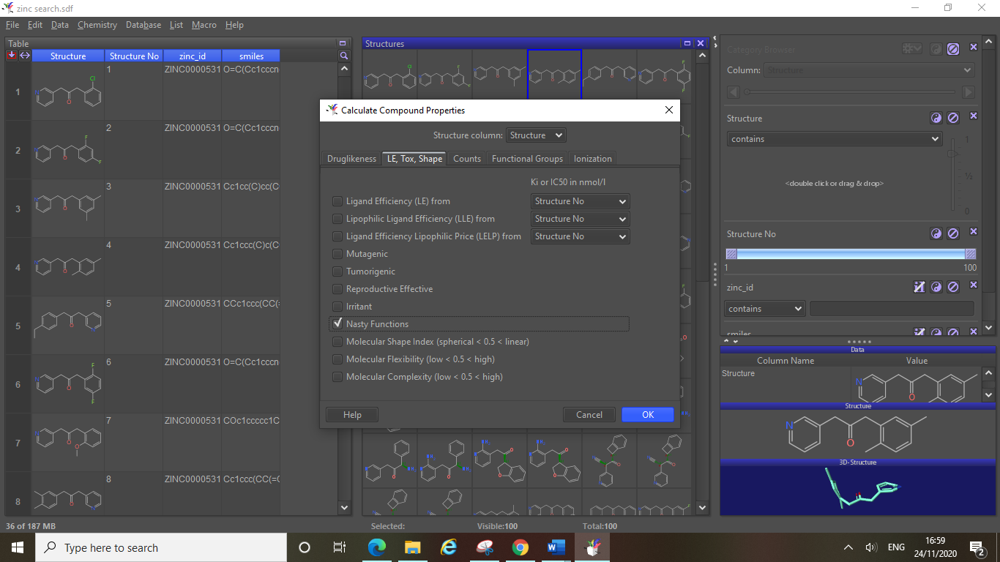 zinc search.sdf
File Edit Data Chemistry Database List Macro Help
Table
Structure Structure No zinc_id smiles
1 1 ZINC0000531 O=C(Cc1cccn
2 2 ZINC0000531 O=C(Cc1cccn
3 3 ZINC0000531 Cc1cc(C)cc(C
4 4 ZINC0000531 Cc1ccc(C)c(C
5 5 ZINC0000531 CCc1ccc(CC(=
6 6 ZINC0000531 O=C(Cc1cccn
7 7 ZINC0000531 COc1ccccc1C
8 8 ZINC0000531 Cc1ccc(CC(=O
Structures
Calculate Compound Properties
Structure column: Structure
Druglikeness LE, Tox, Shape Counts Functional Groups Ionization
Ki or IC50 in nmol/l
Ligand Efficiency (LE) from Structure No
Lipophilic Ligand Efficiency (LLE) from Structure No
Ligand Efficiency Lipophilic Price (LELP) from Structure No
Mutagenic
Tumorigenic
Reproductive Effective
Irritant
Nasty Functions
Molecular Shape Index (spherical < 0.5 < linear)
Molecular Flexibility (low < 0.5 < high)
Molecular Complexity (low < 0.5 < high)
Help Cancel OK
Category Browser
Column: Structure
Structure
contains
1
½
0
<double click or drag & drop>
Structure No
1 100
zinc_id
contains
smiles
Data
Column Name Value
Structure
Structure
3D-Structure
36 of 187 MB Selected: Visible:100 Total:100
Type here to search
ENG
16:59
24/11/2020
2